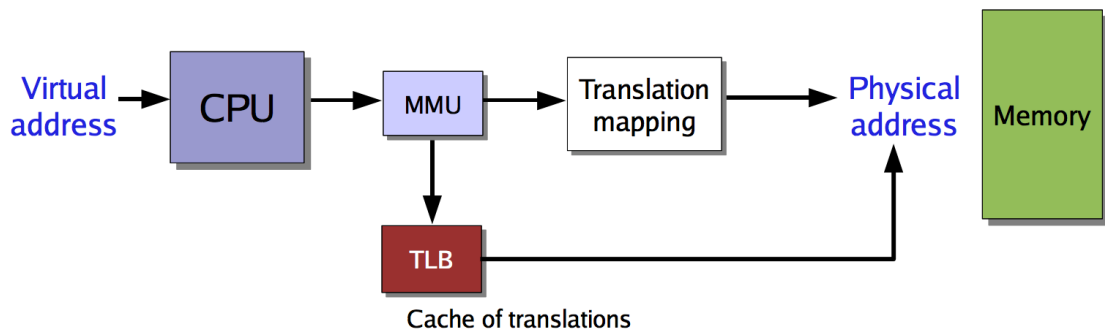 Virtual
address
CPU
MMU
Translation
mapping
Physical
address
Memory
TLB
Cache of translations